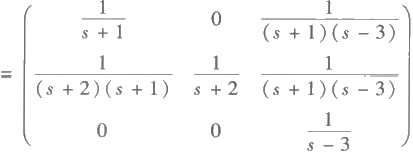 = ( 1/(s + 1)   0   1/((s + 1)(s − 3))
1/((s + 2)(s + 1))   1/(s + 2)   1/((s + 1)(s − 3))
0   0   1/(s − 3) )